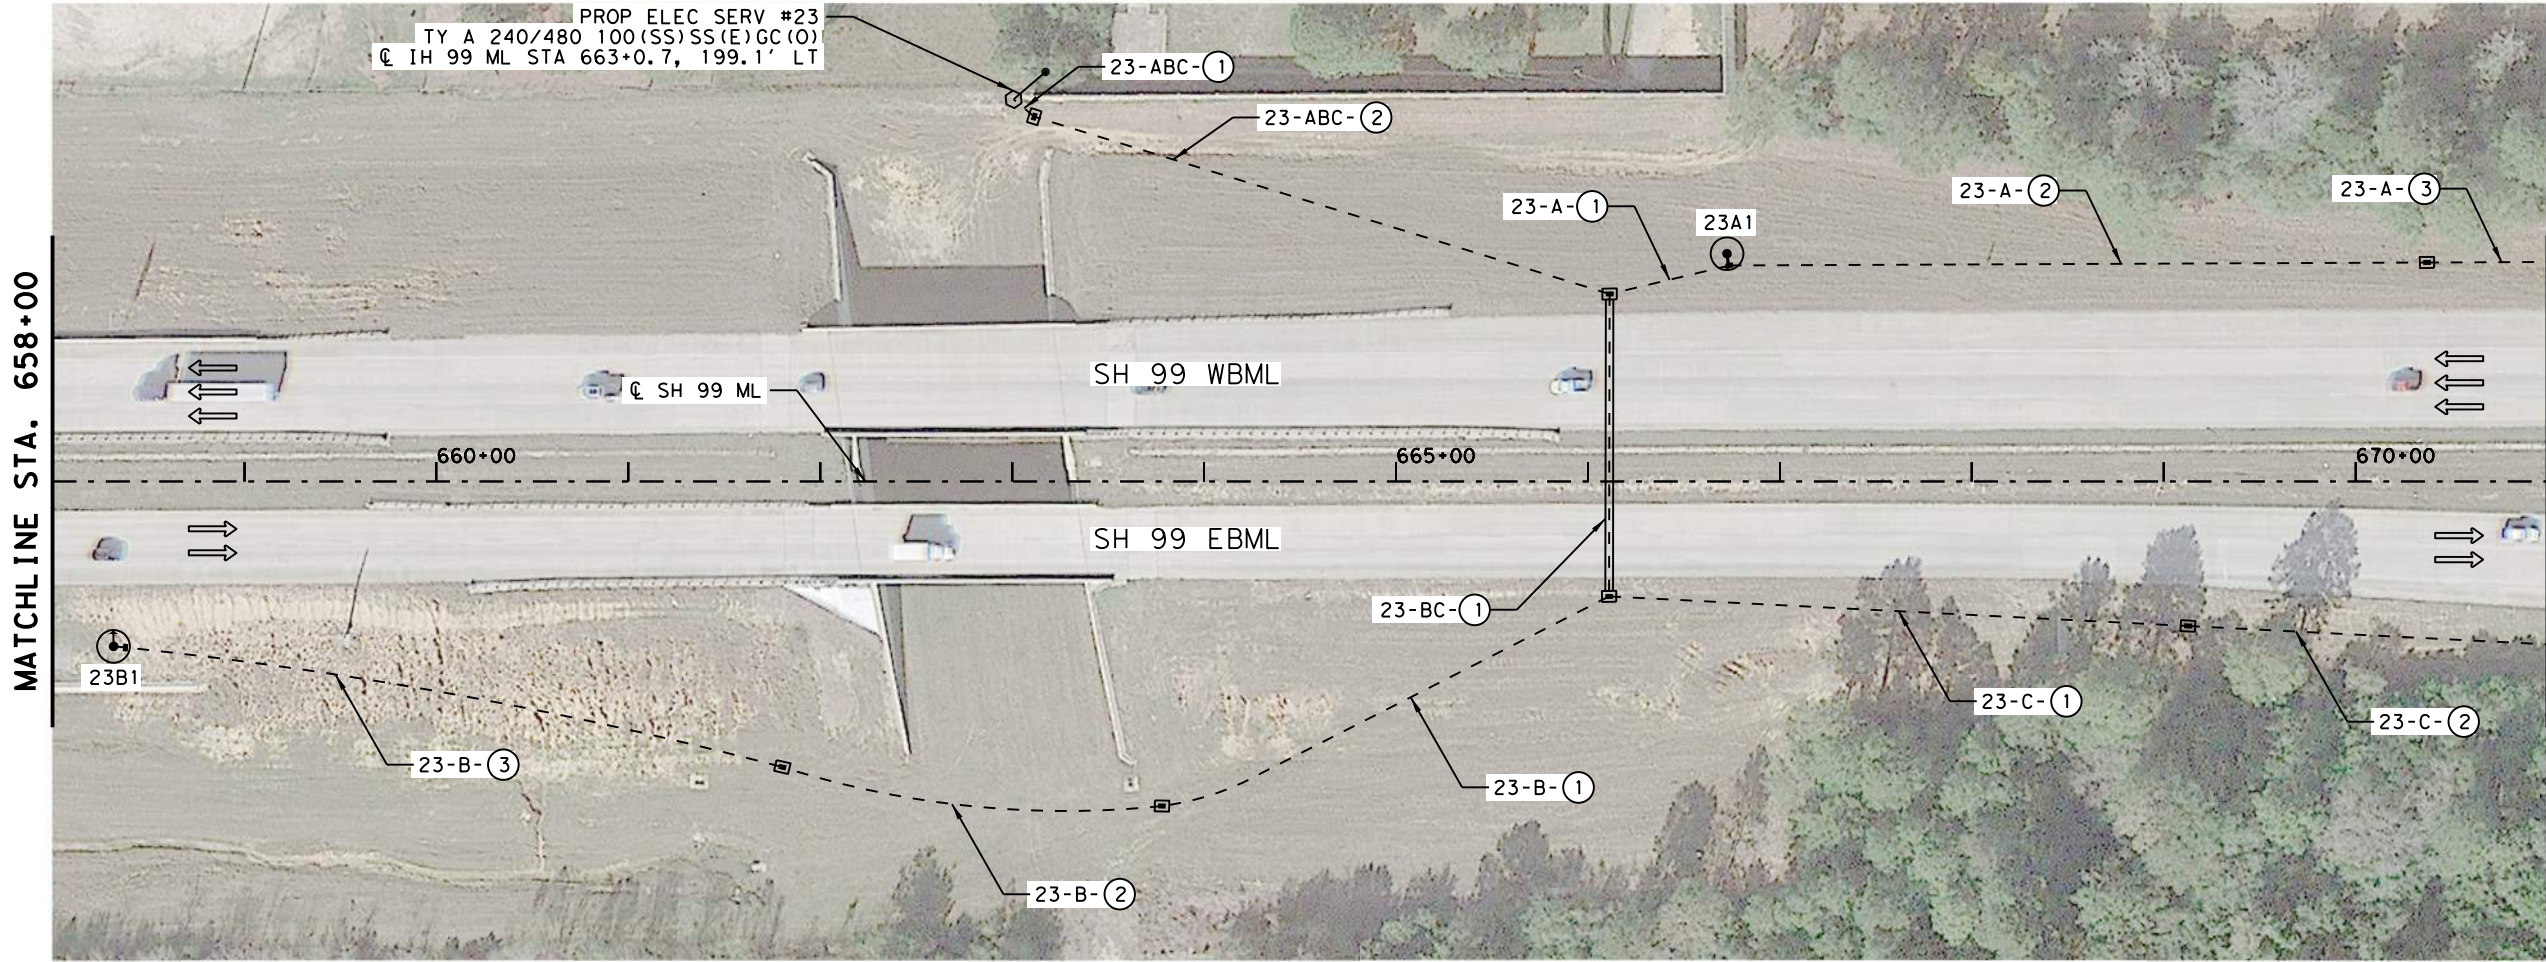 PROP ELEC SERV #23
TY A 240/480 100(SS)SS(E)GC(O)
℄ IH 99 ML STA 663+0.7, 199.1' LT
23-ABC-1
23-ABC-2
23-A-1
23A1
23-A-2
23-A-3
MATCHLINE STA. 658+00
SH 99 WBML
℄ SH 99 ML
660+00
665+00
670+00
SH 99 EBML
23-BC-1
23B1
23-B-3
23-B-2
23-B-1
23-C-1
23-C-2